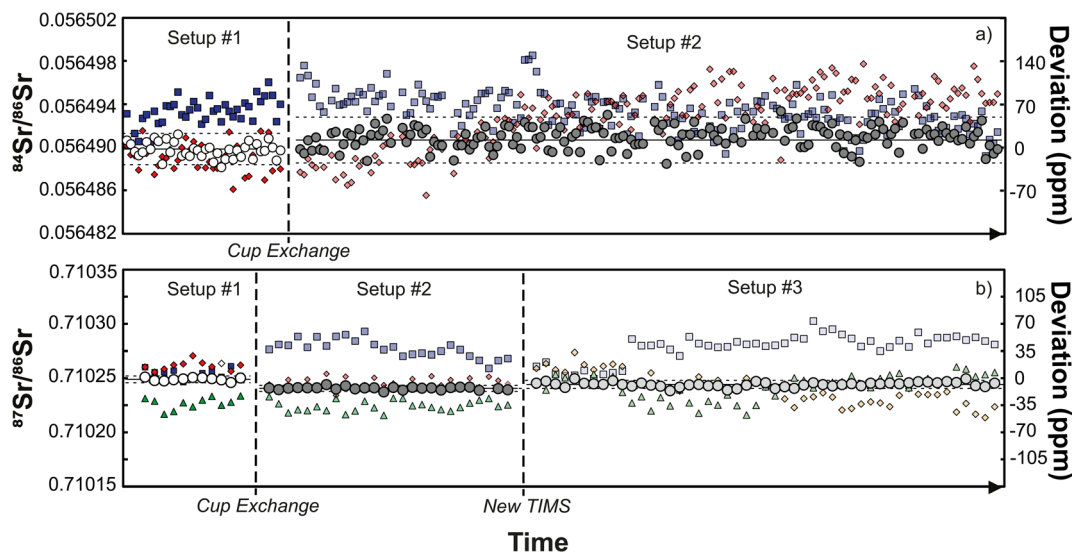 0.056502
0.056498
0.056494
0.056490
0.056486
0.056482
⁸⁴Sr/⁸⁶Sr
Setup #1
Setup #2
a)
140
70
0
-70
Deviation (ppm)
Cup Exchange
0.71035
0.71030
0.71025
0.71020
0.71015
⁸⁷Sr/⁸⁶Sr
Setup #1
Setup #2
Setup #3
b)
105
70
35
0
-35
-70
-105
Deviation (ppm)
Cup Exchange
New TIMS
Time